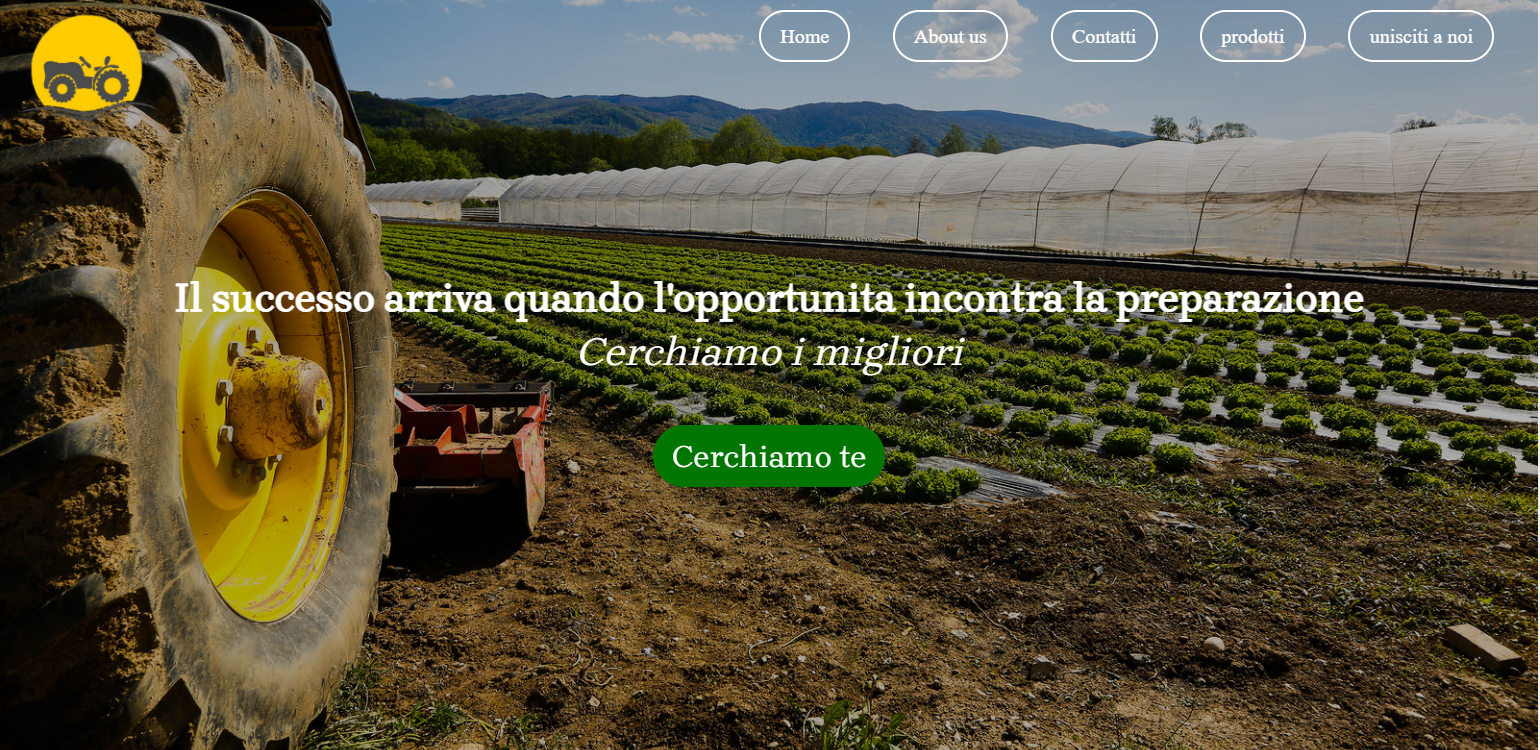 Home
About us
Contatti
prodotti
unisciti a noi
Il successo arriva quando l'opportunita incontra la preparazione
Cerchiamo i migliori
Cerchiamo te